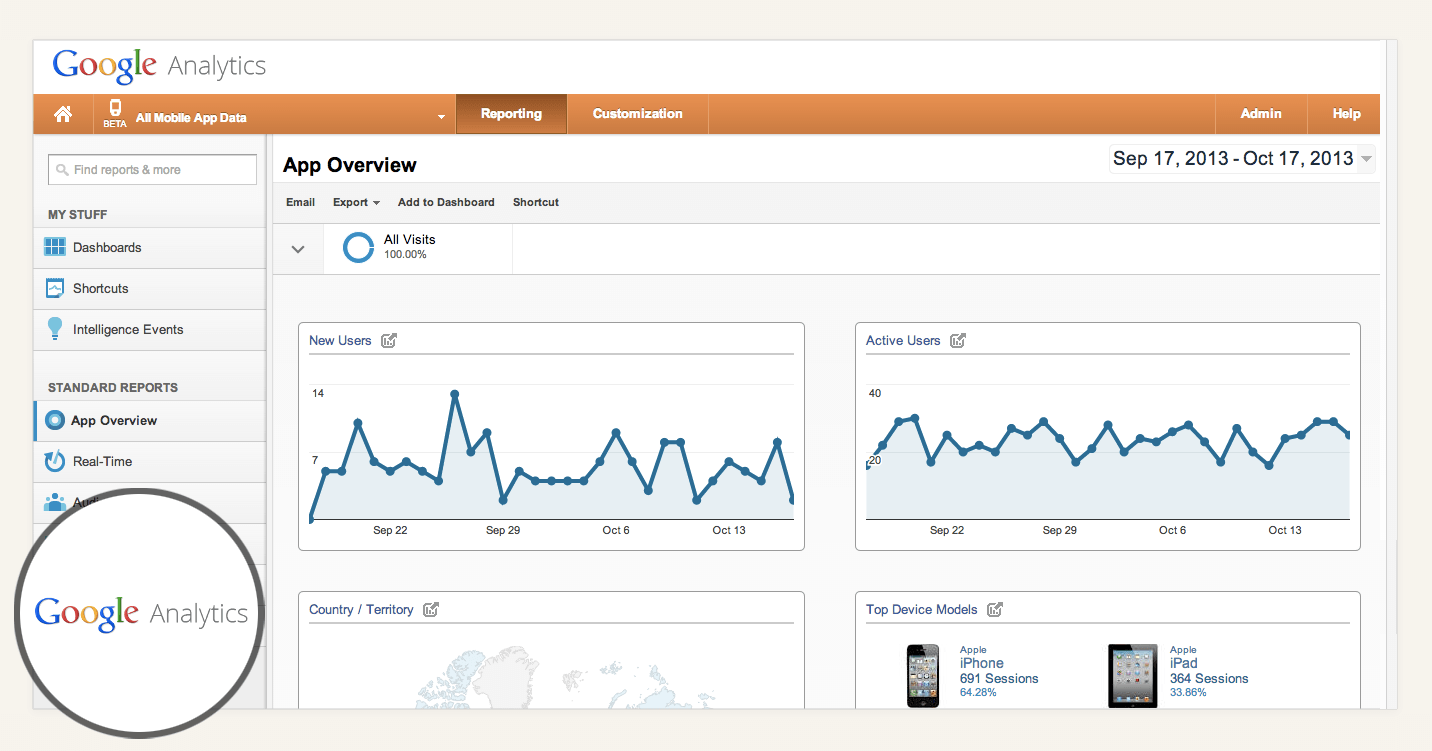 Google Analytics
BETA
All Mobile App Data
Reporting
Customization
Admin
Help
Find reports & more
MY STUFF
Dashboards
Shortcuts
Intelligence Events
STANDARD REPORTS
App Overview
Real-Time
Google Analytics
App Overview
Sep 17, 2013 - Oct 17, 2013
Email Export Add to Dashboard Shortcut
All Visits
100.00%
New Users
14
7
Sep 22 Sep 29 Oct 6 Oct 13
Active Users
40
20
Sep 22 Sep 29 Oct 6 Oct 13
Country / Territory
Top Device Models
Apple
iPhone
691 Sessions
64.28%
Apple
iPad
364 Sessions
33.86%